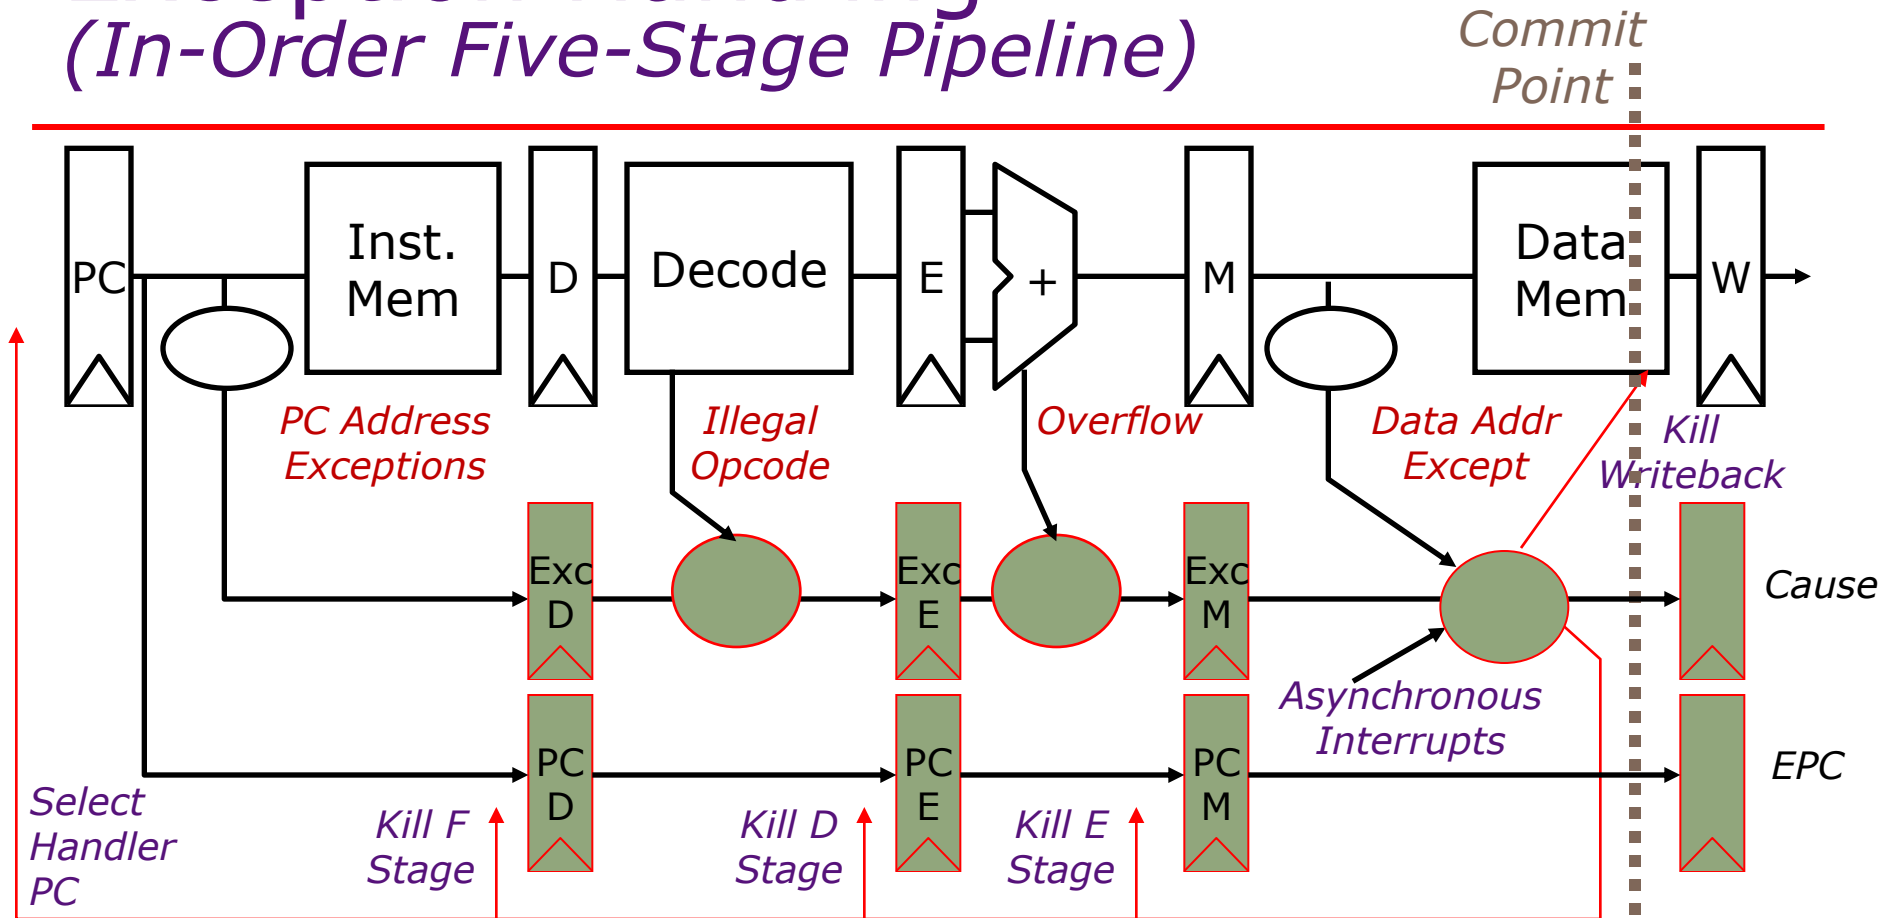 Exception Handling
(In-Order Five-Stage Pipeline)
Commit
Point
PC
Inst.
Mem
D
Decode
E
+
M
Data
Mem
W
PC Address
Exceptions
Illegal
Opcode
Overflow
Data Addr
Except
Kill
Writeback
Exc
D
Exc
E
Exc
M
Cause
Asynchronous
Interrupts
PC
D
PC
E
PC
M
EPC
Select
Handler
PC
Kill F
Stage
Kill D
Stage
Kill E
Stage